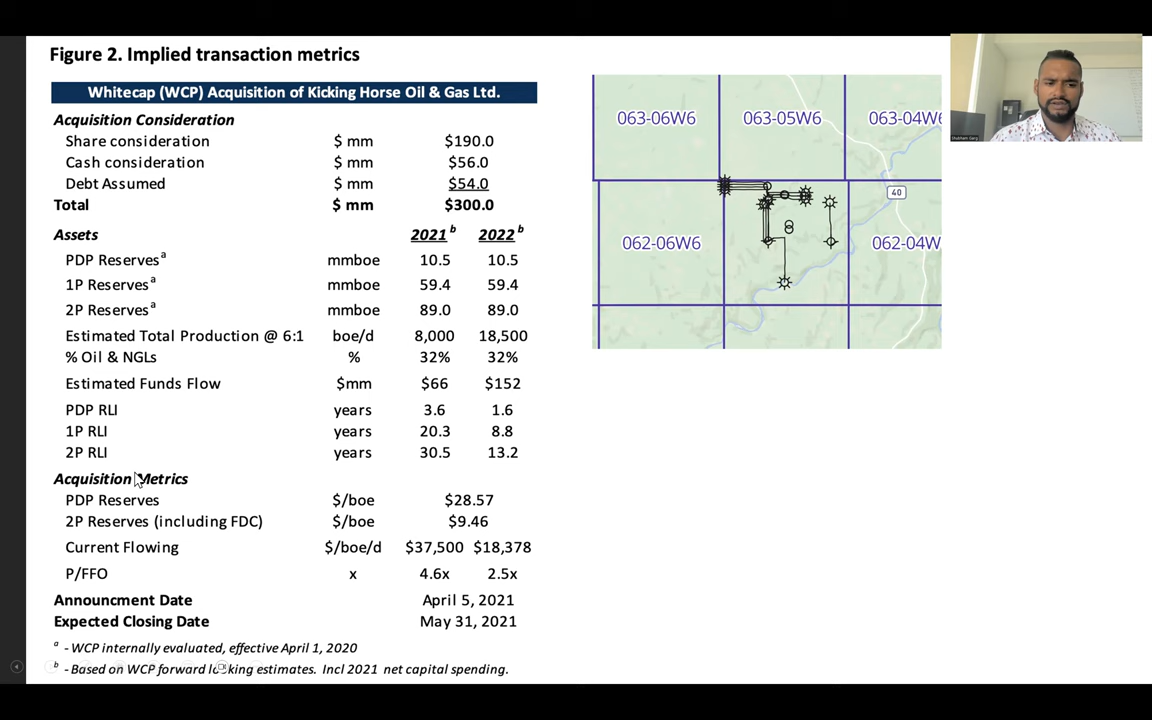 Figure 2. Implied transaction metrics
Whitecap (WCP) Acquisition of Kicking Horse Oil & Gas Ltd.
Acquisition Consideration
Share consideration $ mm $190.0
Cash consideration $ mm $56.0
Debt Assumed $ mm $54.0
Total $ mm $300.0
Assets 2021 b 2022 b
PDP Reserves a mmboe 10.5 10.5
1P Reserves a mmboe 59.4 59.4
2P Reserves a mmboe 89.0 89.0
Estimated Total Production @ 6:1 boe/d 8,000 18,500
% Oil & NGLs % 32% 32%
Estimated Funds Flow $mm $66 $152
PDP RLI years 3.6 1.6
1P RLI years 20.3 8.8
2P RLI years 30.5 13.2
Acquisition Metrics
PDP Reserves $/boe $28.57
2P Reserves (including FDC) $/boe $9.46
Current Flowing $/boe/d $37,500 $18,378
P/FFO x 4.6x 2.5x
Announcment Date April 5, 2021
Expected Closing Date May 31, 2021
a - WCP internally evaluated, effective April 1, 2020
b - Based on WCP forward looking estimates. Incl 2021 net capital spending.
063-06W6 063-05W6 063-04W6
40
062-06W6 062-04W
Shubham Garg